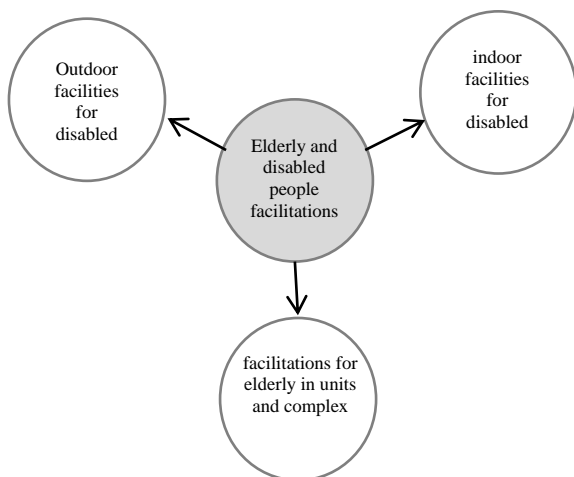 Outdoor
facilities
for
disabled
indoor
facilities
for
disabled
Elderly and
disabled
people
facilitations
facilitations for
elderly in units
and complex